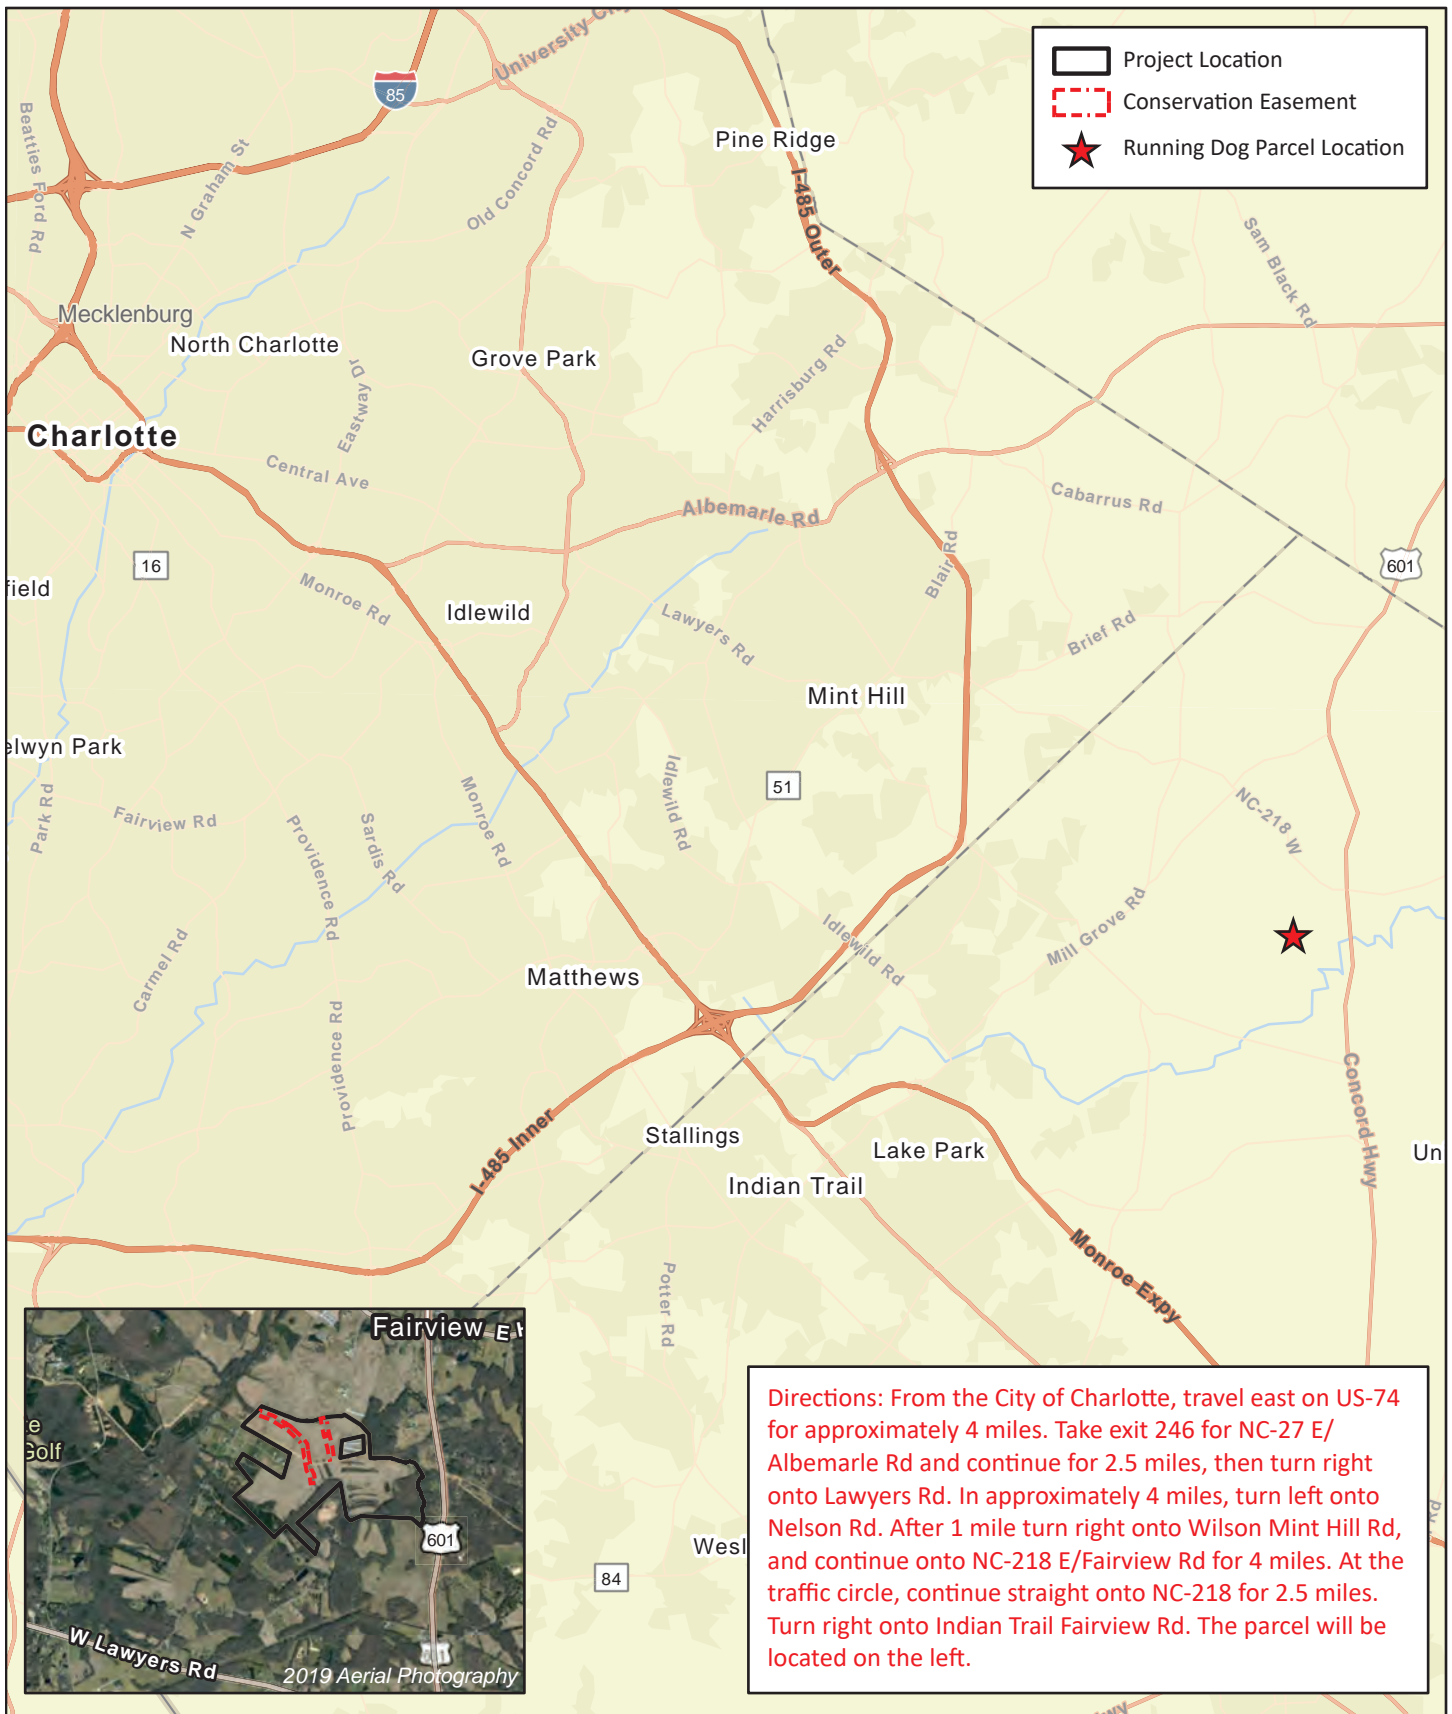 University City
85
Beatties Ford Rd
N Graham St
Old Concord Rd
Pine Ridge
I-485 Outer
Project Location
Conservation Easement
Running Dog Parcel Location
Sam Black Rd
Mecklenburg
North Charlotte
Eastway Dr
Grove Park
Harrisburg Rd
Charlotte
Central Ave
Albemarle Rd
Cabarrus Rd
16
field
Monroe Rd
Idlewild
Lawyers Rd
Blair Rd
601
Brief Rd
Mint Hill
elwyn Park
Park Rd
Fairview Rd
Providence Rd
Sardis Rd
Monroe Rd
Idlewild Rd
51
NC-218 W
Carmel Rd
Matthews
Idlewild Rd
Mill Grove Rd
Providence Rd
I-485 Inner
Stallings
Lake Park
Concord Hwy
Un
Indian Trail
Potter Rd
Monroe Expy
Fairview
E
Golf
601
W Lawyers Rd
2019 Aerial Photography
84
Wesl
Directions: From the City of Charlotte, travel east on US-74
for approximately 4 miles. Take exit 246 for NC-27 E/
Albemarle Rd and continue for 2.5 miles, then turn right
onto Lawyers Rd. In approximately 4 miles, turn left onto
Nelson Rd. After 1 mile turn right onto Wilson Mint Hill Rd,
and continue onto NC-218 E/Fairview Rd for 4 miles. At the
traffic circle, continue straight onto NC-218 for 2.5 miles.
Turn right onto Indian Trail Fairview Rd. The parcel will be
located on the left.
Rd